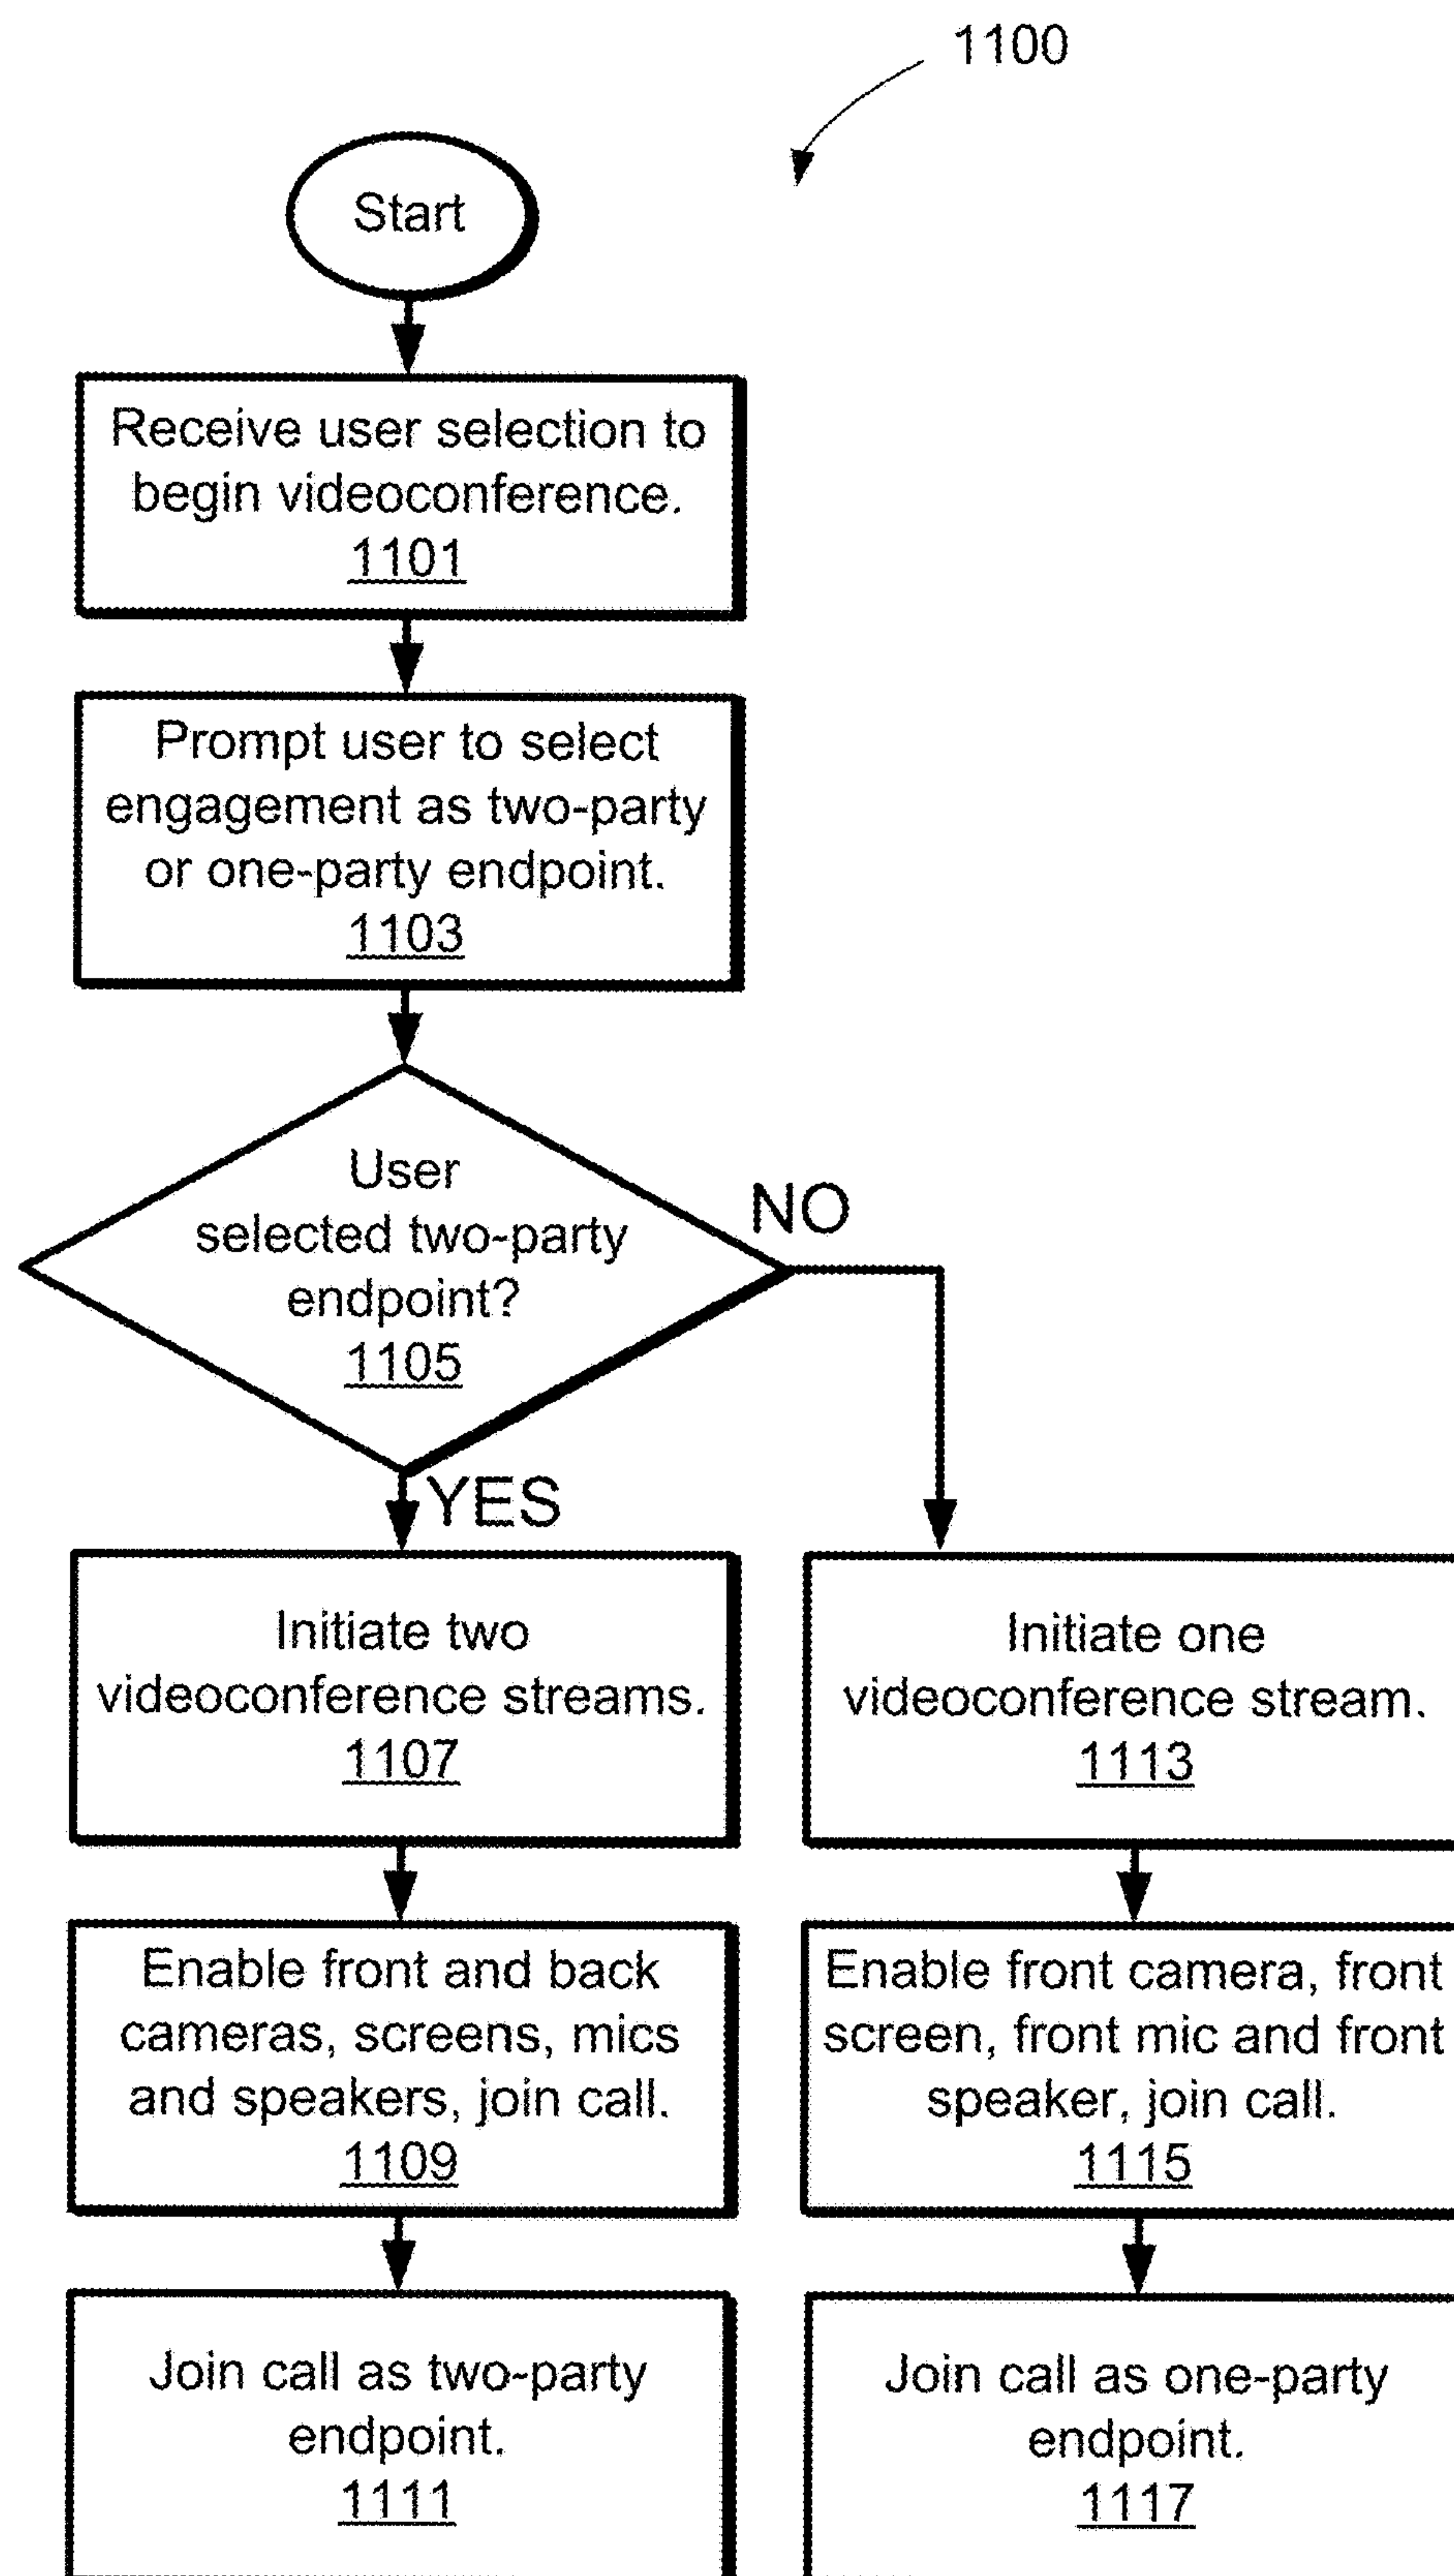 1100
Start
Receive user selection to
begin videoconference.
1101
Prompt user to select
engagement as two-party
or one-party endpoint.
1103
User
selected two-party
endpoint?
1105
NO
YES
Initiate two
videoconference streams.
1107
Initiate one
videoconference stream.
1113
Enable front and back
cameras, screens, mics
and speakers, join call.
1109
Enable front camera, front
screen, front mic and front
speaker, join call.
1115
Join call as two-party
endpoint.
1111
Join call as one-party
endpoint.
1117